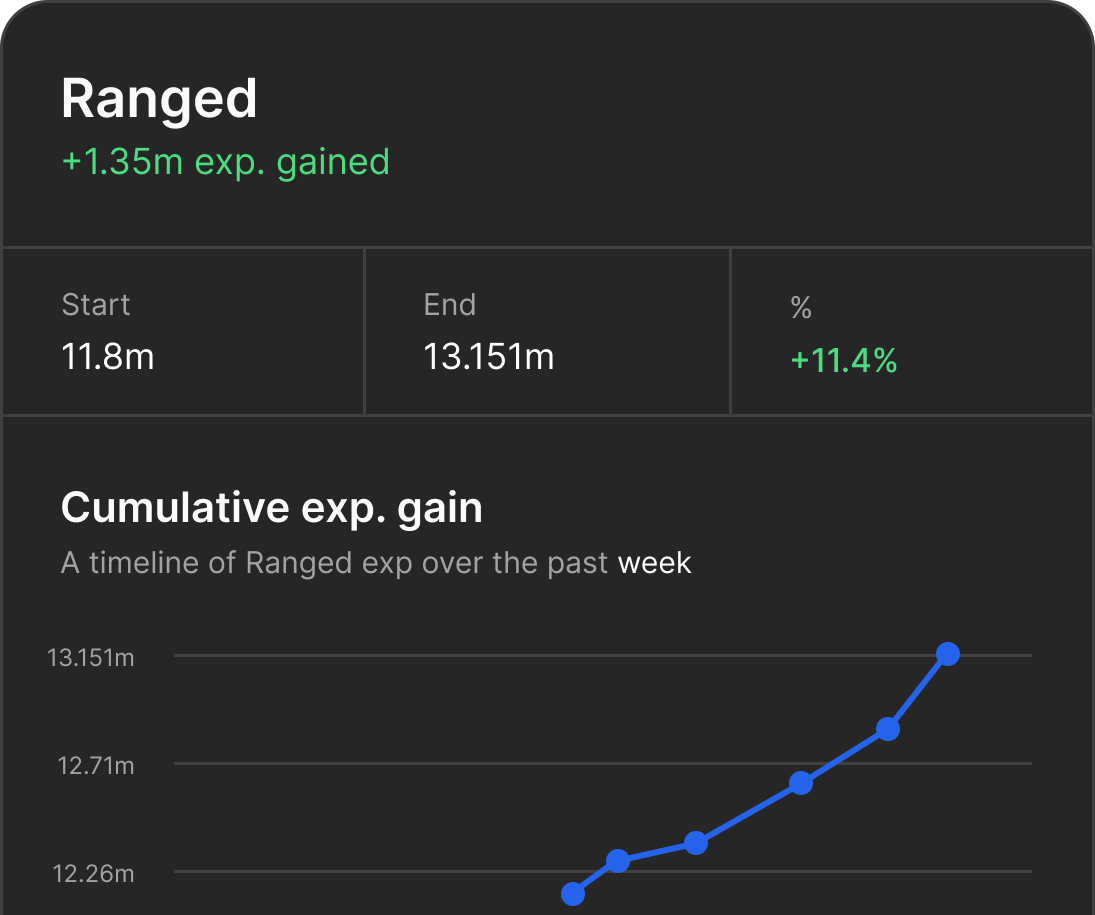 Ranged
+1.35m exp. gained
Start
11.8m
End
13.151m
%
+11.4%
Cumulative exp. gain
A timeline of Ranged exp over the past week
13.151m
12.71m
12.26m